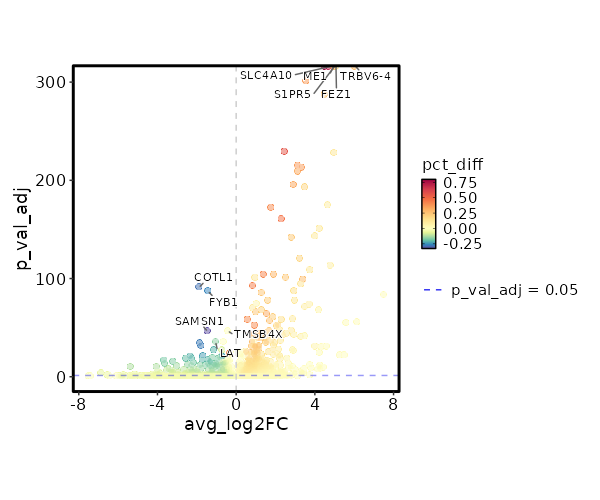 300
200
100
0
-8
-4
0
4
8
avg_log2FC
p_val_adj
SLC4A10
ME1
TRBV6-4
S1PR5
FEZ1
COTL1
FYB1
SAMSN1
TMSB4X
LAT
pct_diff
0.75
0.50
0.25
0.00
-0.25
p_val_adj = 0.05